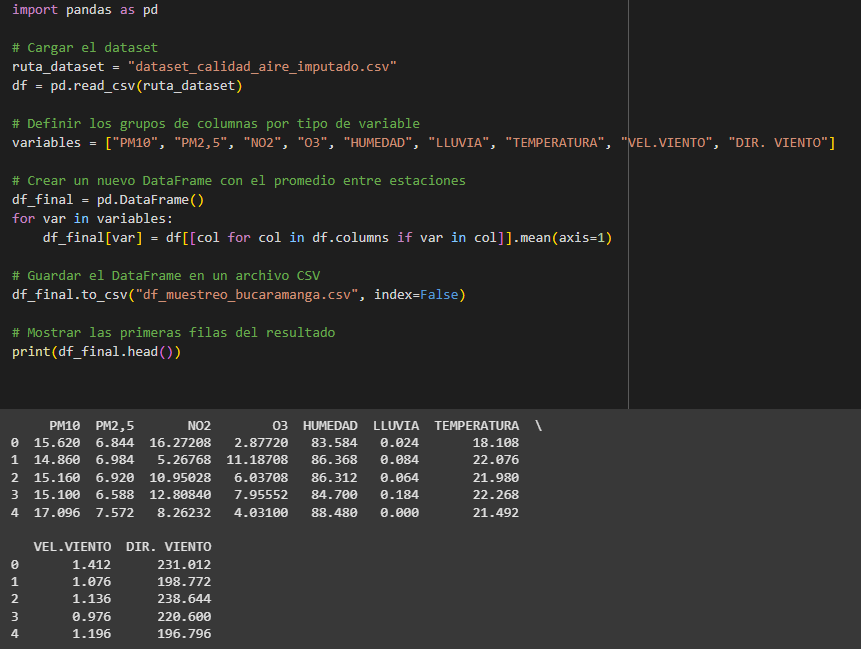 import pandas as pd
# Cargar el dataset
ruta_dataset = "dataset_calidad_aire_imputado.csv"
df = pd.read_csv(ruta_dataset)
# Definir los grupos de columnas por tipo de variable
variables = ["PM10", "PM2,5", "NO2", "O3", "HUMEDAD", "LLUVIA", "TEMPERATURA", "VEL.VIENTO", "DIR. VIENTO"]
# Crear un nuevo DataFrame con el promedio entre estaciones
df_final = pd.DataFrame()
for var in variables:
    df_final[var] = df[[col for col in df.columns if var in col]].mean(axis=1)
# Guardar el DataFrame en un archivo CSV
df_final.to_csv("df_muestreo_bucaramanga.csv", index=False)
# Mostrar las primeras filas del resultado
print(df_final.head())
     PM10  PM2,5       NO2        O3  HUMEDAD  LLUVIA  TEMPERATURA  \
0  15.620  6.844  16.27208   2.87720   83.584   0.024       18.108
1  14.860  6.984   5.26768  11.18708   86.368   0.084       22.076
2  15.160  6.920  10.95028   6.03708   86.312   0.064       21.980
3  15.100  6.588  12.80840   7.95552   84.700   0.184       22.268
4  17.096  7.572   8.26232   4.03100   88.480   0.000       21.492
   VEL.VIENTO  DIR. VIENTO
0       1.412      231.012
1       1.076      198.772
2       1.136      238.644
3       0.976      220.600
4       1.196      196.796